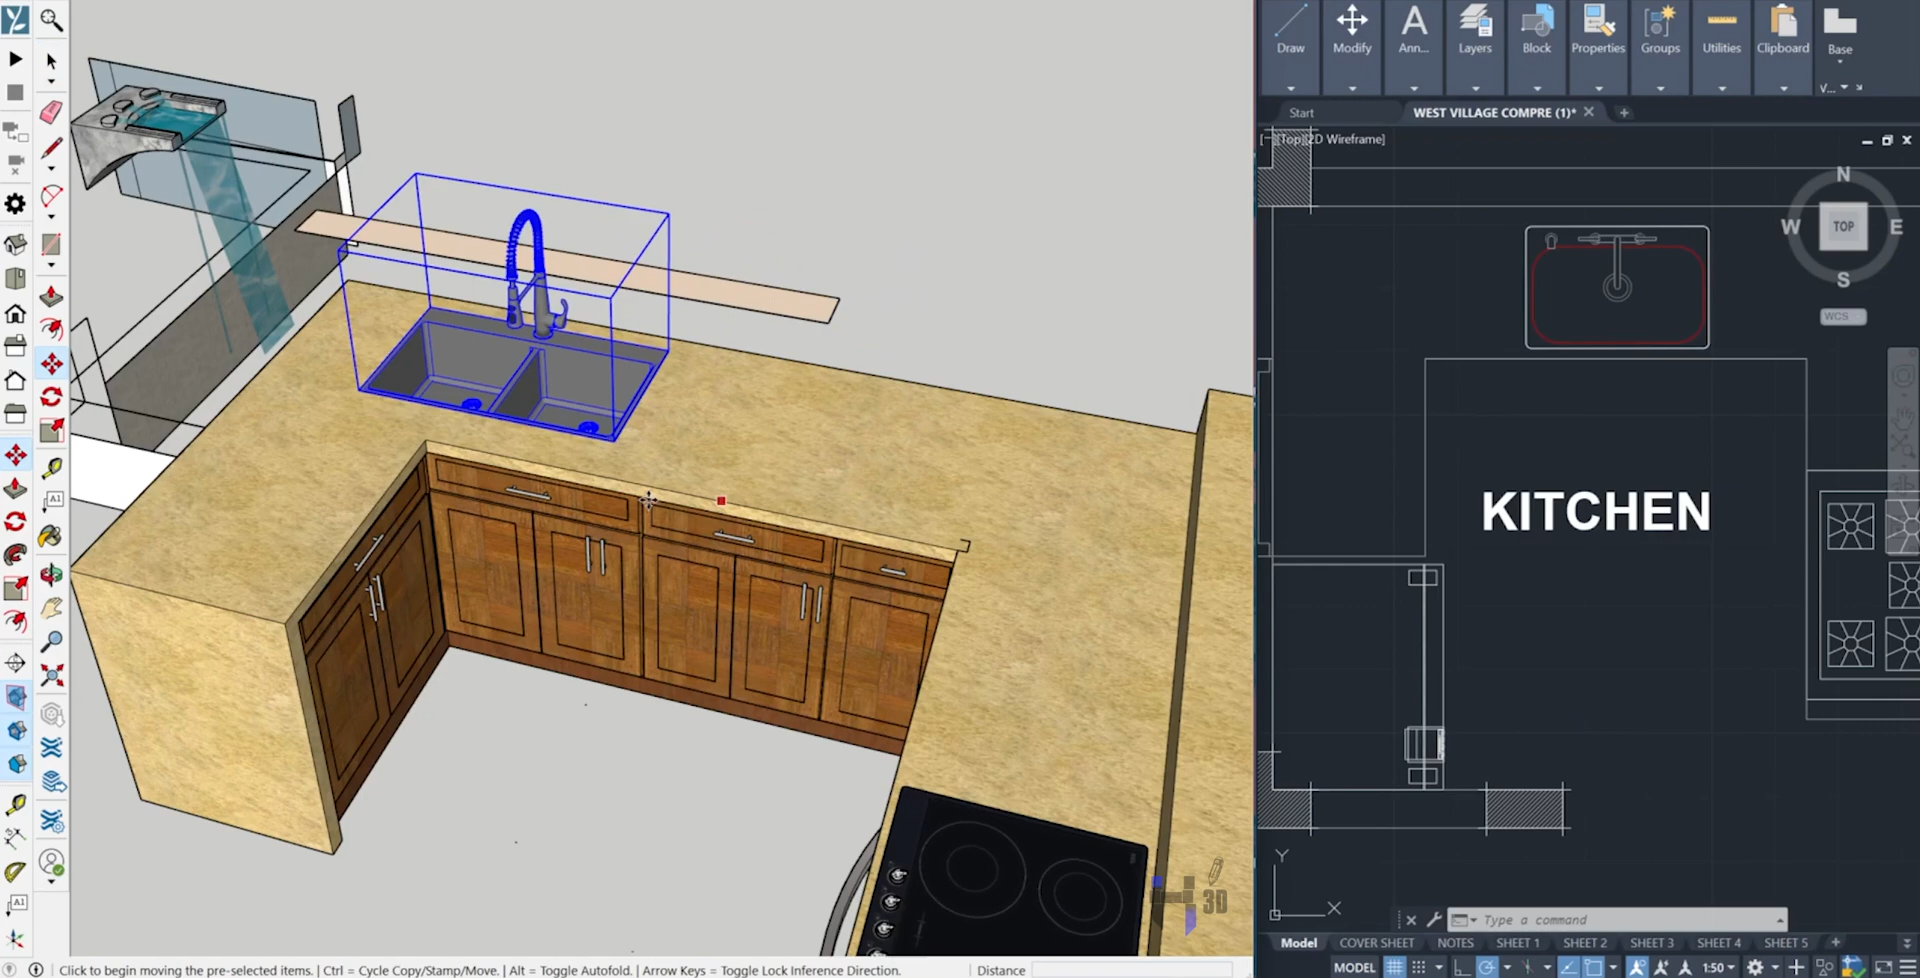 Draw
Modify
Ann...
Layers
Block
Properties
Groups
Utilities
Clipboard
Base
V...
Start
WEST VILLAGE COMPRE (1)*
[−][Top][2D Wireframe]
N
W
TOP
E
S
WCS
KITCHEN
A1
A1
3D
Y
X
Type a command
Model
COVER SHEET
NOTES
SHEET 1
SHEET 2
SHEET 3
SHEET 4
SHEET 5
MODEL
1:50
Click to begin moving the pre-selected items. | Ctrl = Cycle Copy/Stamp/Move. | Alt = Toggle Autofold. | Arrow Keys = Toggle Lock Inference Direction.
Distance